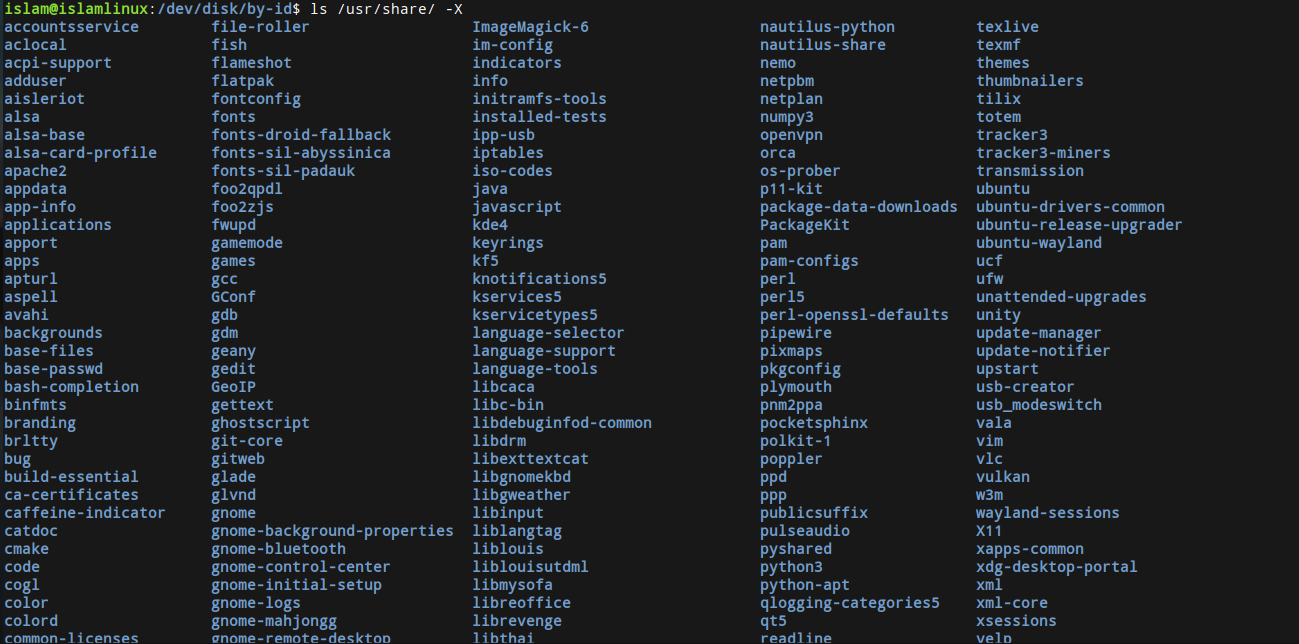 islam@islamlinux:/dev/disk/by-id$ ls /usr/share/ -X
accountsservice file-roller ImageMagick-6 nautilus-python texlive
aclocal fish im-config nautilus-share texmf
acpi-support flameshot indicators nemo themes
adduser flatpak info netpbm thumbnailers
aisleriot fontconfig initramfs-tools netplan tilix
alsa fonts installed-tests numpy3 totem
alsa-base fonts-droid-fallback ipp-usb openvpn tracker3
alsa-card-profile fonts-sil-abyssinica iptables orca tracker3-miners
apache2 fonts-sil-padauk iso-codes os-prober transmission
appdata foo2qpdl java p11-kit ubuntu
app-info foo2zjs javascript package-data-downloads ubuntu-drivers-common
applications fwupd kde4 PackageKit ubuntu-release-upgrader
apport gamemode keyrings pam ubuntu-wayland
apps games kf5 pam-configs ucf
apturl gcc knotifications5 perl ufw
aspell GConf kservices5 perl5 unattended-upgrades
avahi gdb kservicetypes5 perl-openssl-defaults unity
backgrounds gdm language-selector pipewire update-manager
base-files geany language-support pixmaps update-notifier
base-passwd gedit language-tools pkgconfig upstart
bash-completion GeoIP libcaca plymouth usb-creator
binfmts gettext libc-bin pnm2ppa usb_modeswitch
branding ghostscript libdebuginfod-common pocketsphinx vala
brltty git-core libdrm polkit-1 vim
bug gitweb libexttextcat poppler vlc
build-essential glade libgnomekbd ppd vulkan
ca-certificates glvnd libgweather ppp w3m
caffeine-indicator gnome libinput publicsuffix wayland-sessions
catdoc gnome-background-properties liblangtag pulseaudio X11
cmake gnome-bluetooth liblouis pyshared xapps-common
code gnome-control-center liblouisutdml python3 xdg-desktop-portal
cogl gnome-initial-setup libmysofa python-apt xml
color gnome-logs libreoffice qlogging-categories5 xml-core
colord gnome-mahjongg librevenge qt5 xsessions
common-licenses gnome-remote-desktop libthai readline yelp